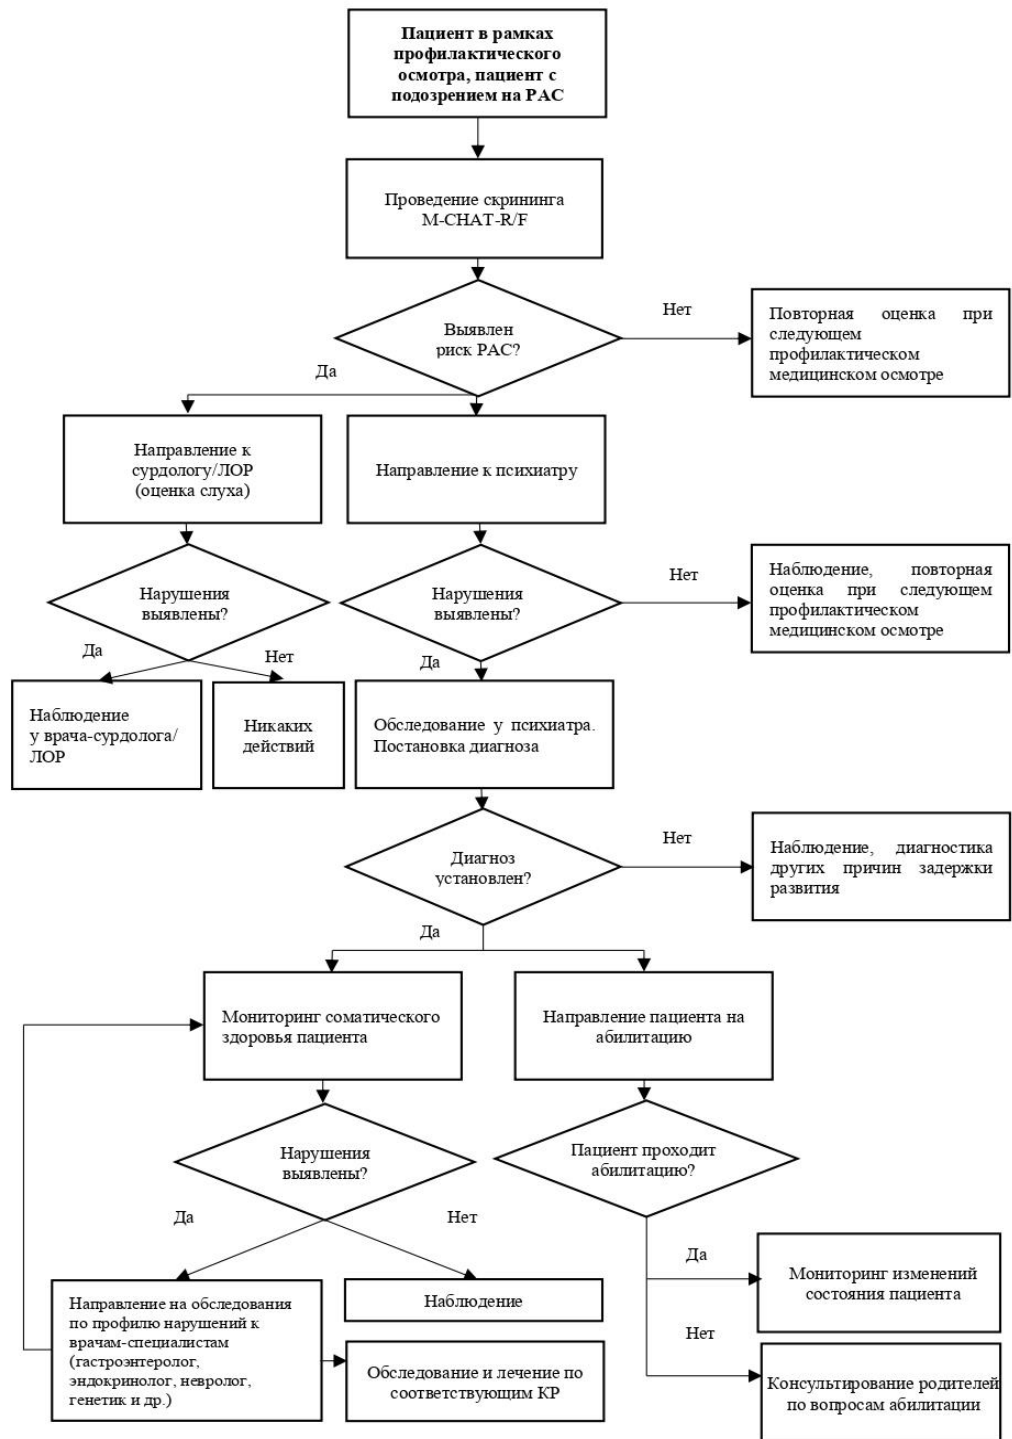 Пациент в рамках
профилактического
осмотра, пациент с
подозрением на РАС
Проведение скрининга
M-CHAT-R/F
Выявлен
риск РАС?
Нет
Повторная оценка при
следующем
профилактическом
медицинском осмотре
Да
Направление к
сурдологу/ЛОР
(оценка слуха)
Направление к психиатру
Нарушения
выявлены?
Нарушения
выявлены?
Нет
Наблюдение, повторная
оценка при следующем
профилактическом
медицинском осмотре
Да
Нет
Да
Наблюдение
у врача-сурдолога/
ЛОР
Никаких
действий
Обследование у психиатра.
Постановка диагноза
Диагноз
установлен?
Нет
Наблюдение, диагностика
других причин задержки
развития
Да
Мониторинг соматического
здоровья пациента
Направление пациента на
абилитацию
Нарушения
выявлены?
Пациент проходит
абилитацию?
Да
Нет
Да
Мониторинг изменений
состояния пациента
Направление на обследования
по профилю нарушений к
врачам-специалистам
(гастроэнтеролог,
эндокринолог, невролог,
генетик и др.)
Наблюдение
Обследование и лечение по
соответствующим КР
Нет
Консультирование родителей
по вопросам абилитации